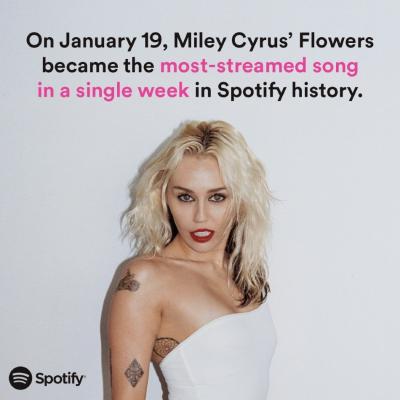 On January 19, Miley Cyrus’ Flowers
became the most-streamed song
in a single week in Spotify history.
Spotify